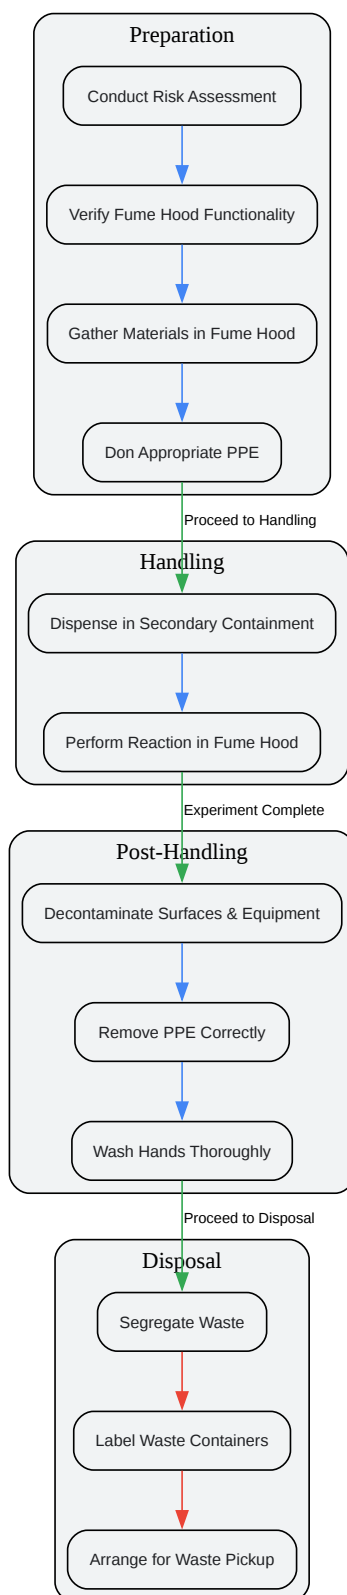 Preparation
Conduct Risk Assessment
Verify Fume Hood Functionality
Gather Materials in Fume Hood
Don Appropriate PPE
Proceed to Handling
Handling
Dispense in Secondary Containment
Perform Reaction in Fume Hood
Experiment Complete
Post-Handling
Decontaminate Surfaces & Equipment
Remove PPE Correctly
Wash Hands Thoroughly
Proceed to Disposal
Disposal
Segregate Waste
Label Waste Containers
Arrange for Waste Pickup